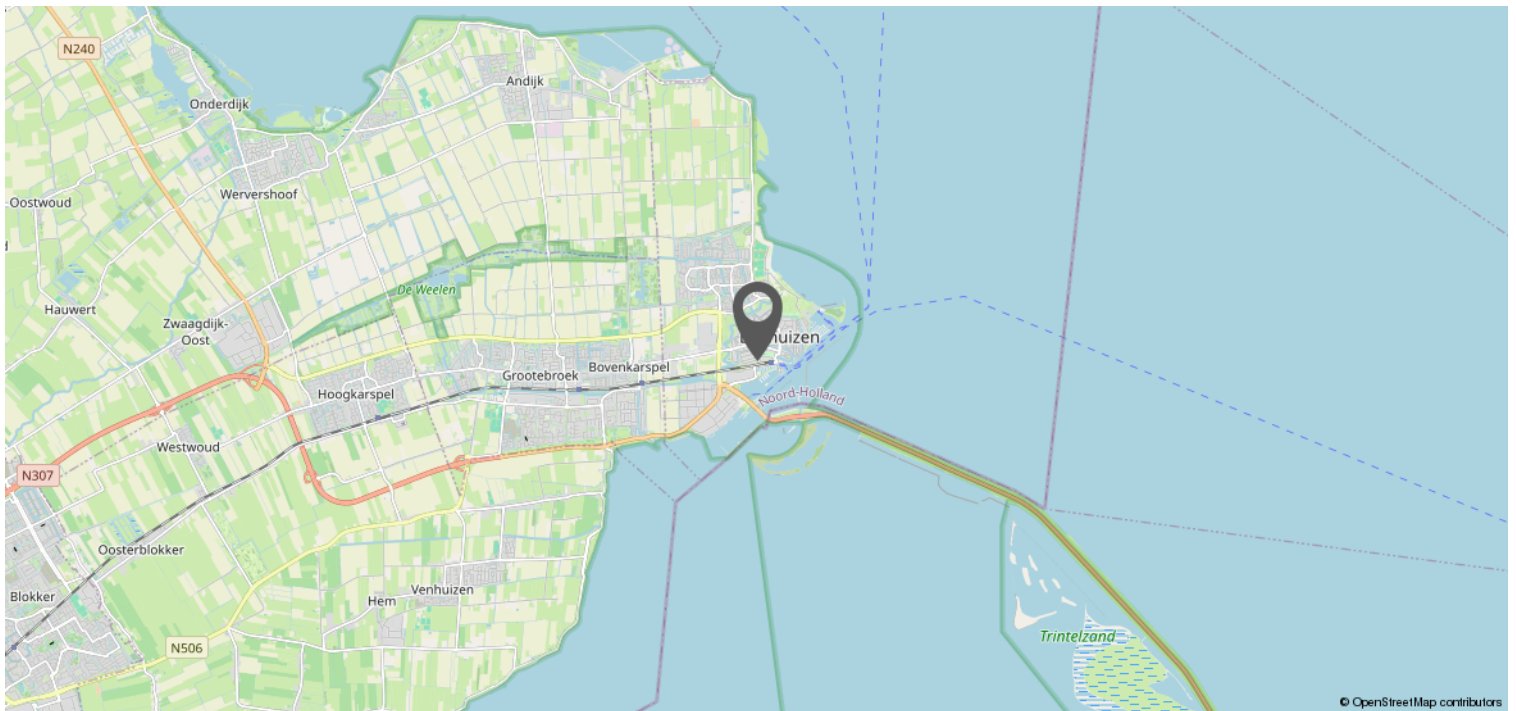 N240
Andijk
Onderdijk
Wervershoof
Oostwoud
De Weelen
Hauwert
Zwaagdijk-
Oost
huizen
Bovenkarspel
Grootebroek
Hoogkarspel
Noord-Holland
Westwoud
N307
Oosterblokker
Venhuizen
Blokker
Hem
Trintelzand
N506
© OpenStreetMap contributors